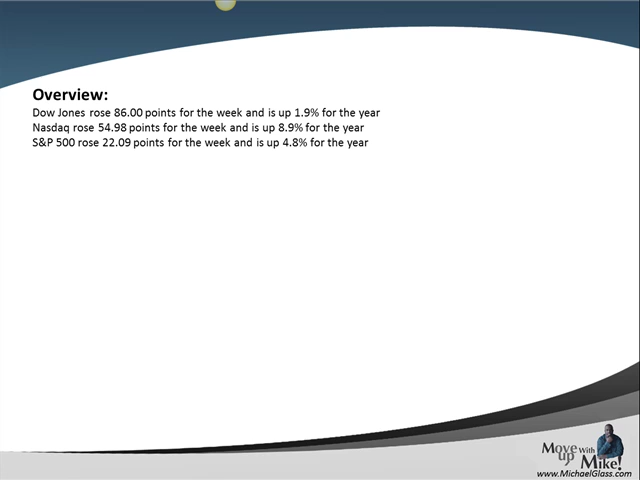 Overview:
Dow Jones rose 86.00 points for the week and is up 1.9% for the year
Nasdaq rose 54.98 points for the week and is up 8.9% for the year
S&P 500 rose 22.09 points for the week and is up 4.8% for the year
Move up With Mike!
www.MichaelGlass.com